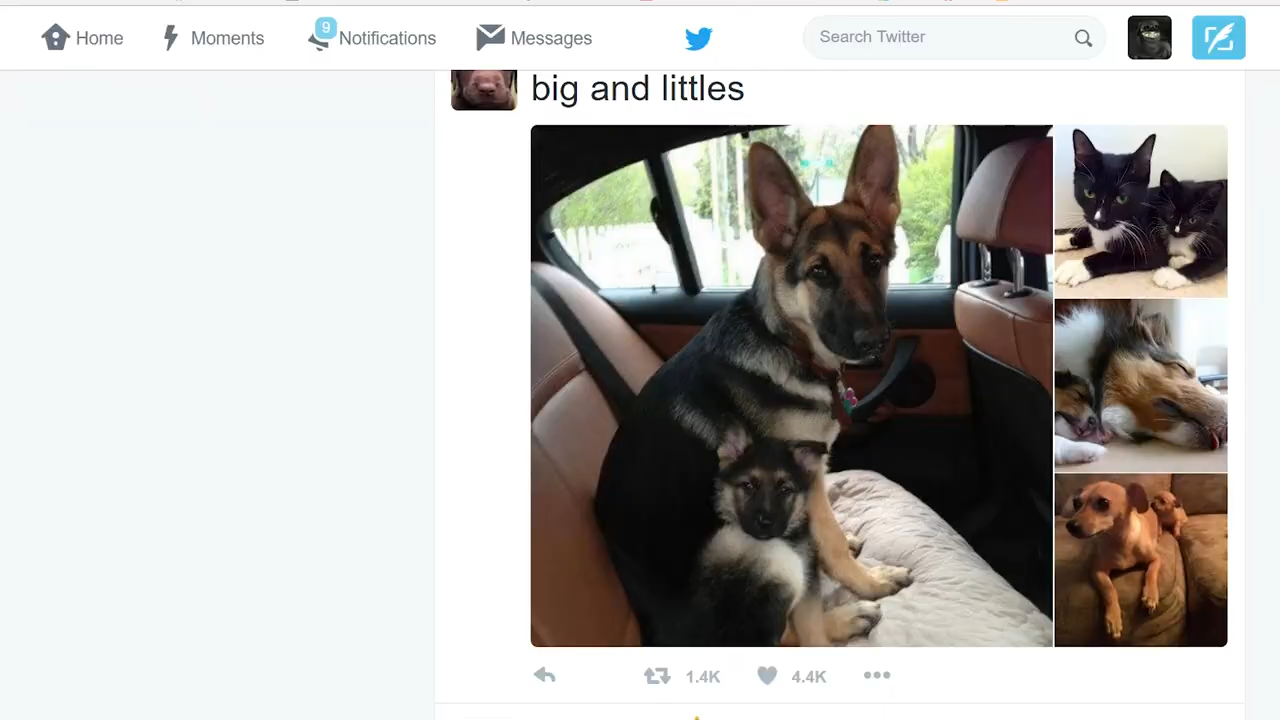 Home
Moments
9
Notifications
Messages
Search Twitter
big and littles
1.4K
4.4K